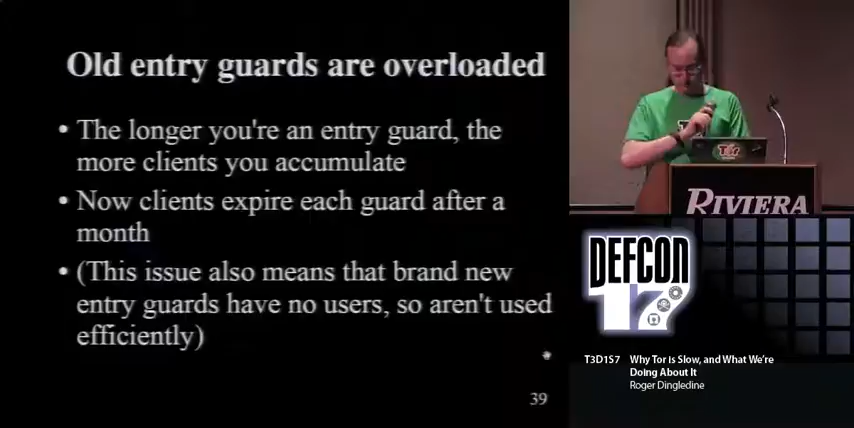 Old entry guards are overloaded
• The longer you're an entry guard, the
more clients you accumulate
• Now clients expire each guard after a
month
• (This issue also means that brand new
entry guards have no users, so aren't used
efficiently)
39
Tor
RIVIERA
DEFCON
17
T3D1S7 Why Tor is Slow, and What We're
Doing About It
Roger Dingledine